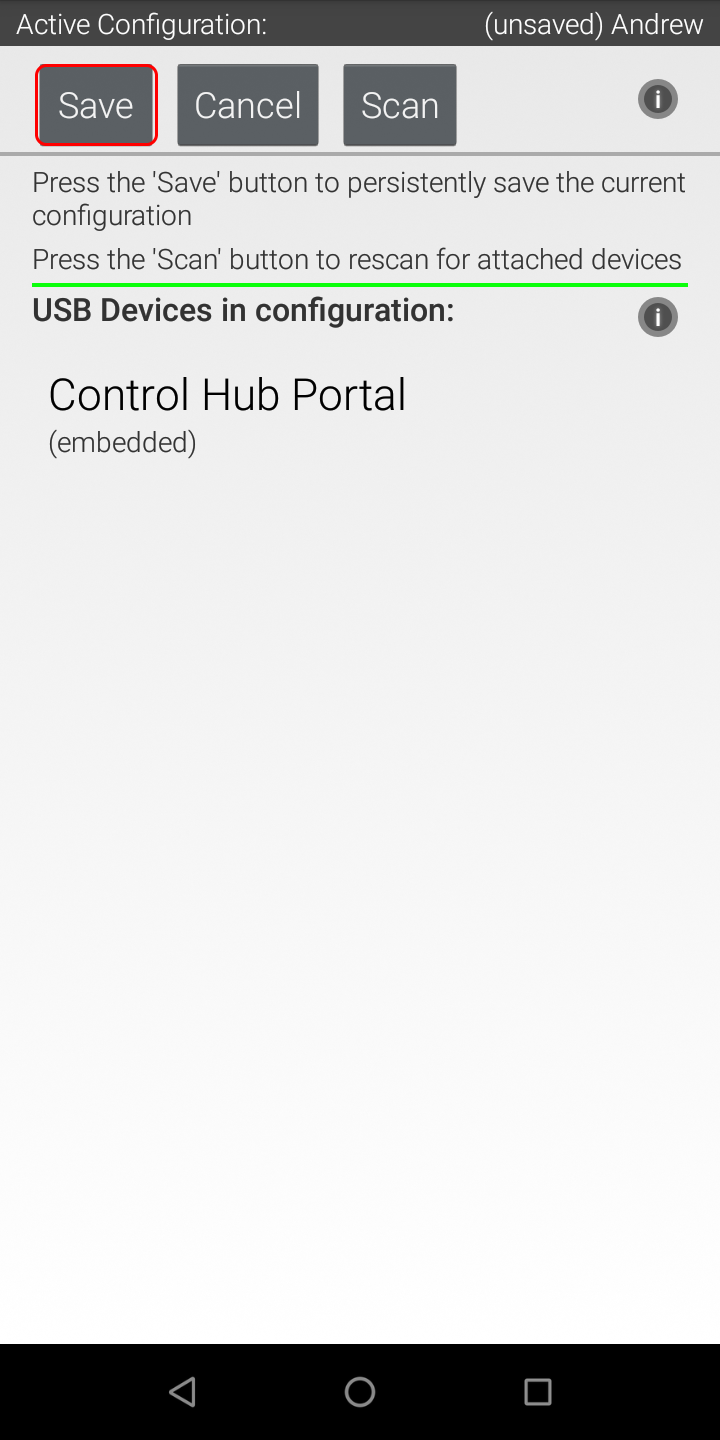 Active Configuration: (unsaved) Andrew
Save Cancel Scan
Press the 'Save' button to persistently save the current
configuration
Press the 'Scan' button to rescan for attached devices
USB Devices in configuration:
Control Hub Portal
(embedded)